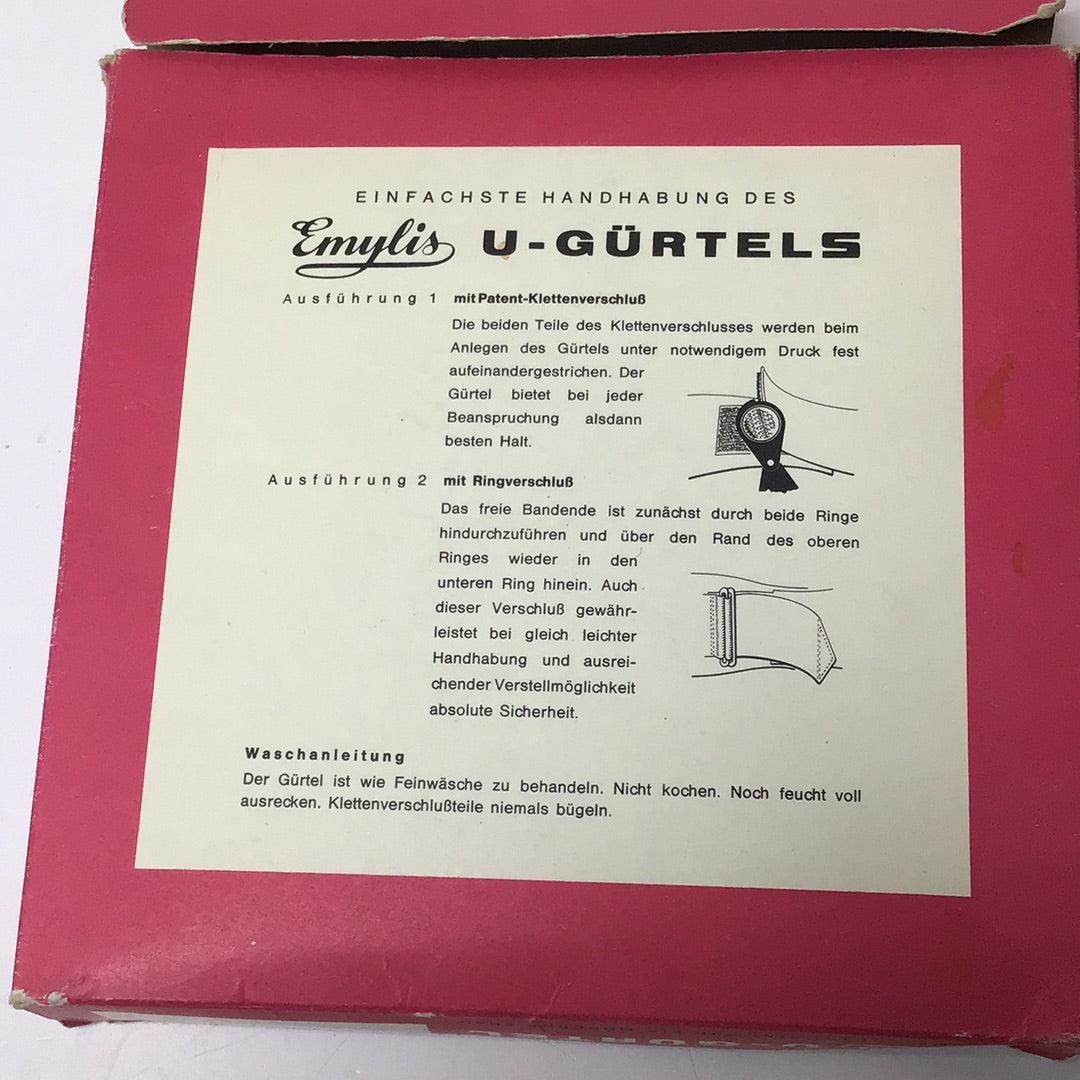 EINFACHSTE HANDHABUNG DES
Emylis U-GÜRTELS
Ausführung 1 mit Patent-Klettenverschluß
Die beiden Teile des Klettenverschlusses werden beim
Anlegen des Gürtels unter notwendigem Druck fest
aufeinandergestrichen. Der
Gürtel bietet bei jeder
Beanspruchung alsdann
besten Halt.
Ausführung 2 mit Ringverschluß
Das freie Bandende ist zunächst durch beide Ringe
hindurchzuführen und über den Rand des oberen
Ringes wieder in den
unteren Ring hinein. Auch
dieser Verschluß gewähr-
leistet bei gleich leichter
Handhabung und ausrei-
chender Verstellmöglichkeit
absolute Sicherheit.
Waschanleitung
Der Gürtel ist wie Feinwäsche zu behandeln. Nicht kochen. Noch feucht voll
ausrecken. Klettenverschlußteile niemals bügeln.